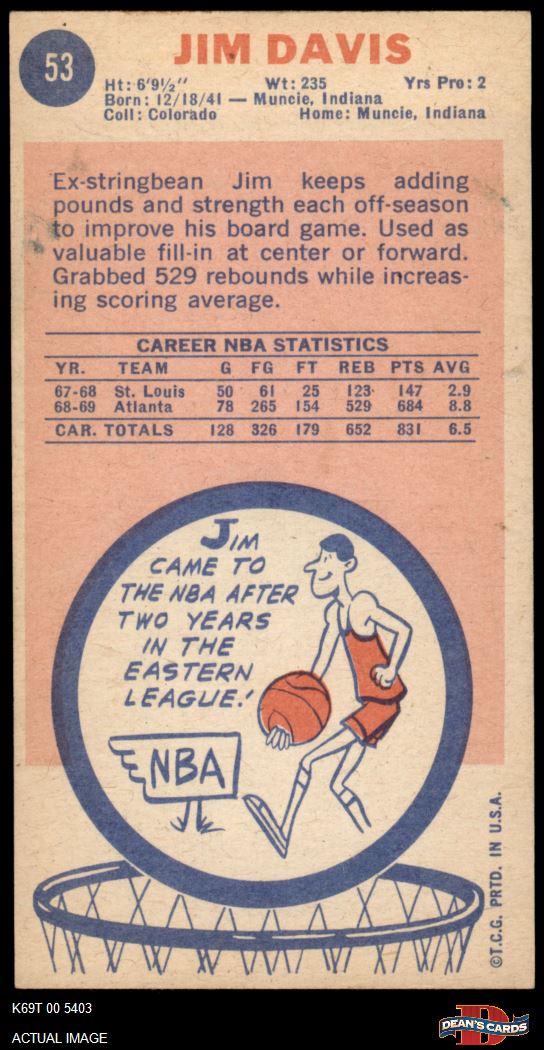 53
JIM DAVIS
Ht: 6'9½" Wt: 235 Yrs Pro: 2
Born: 12/18/41 — Muncie, Indiana
Coll: Colorado Home: Muncie, Indiana
Ex-stringbean Jim keeps adding
pounds and strength each off-season
to improve his board game. Used as
valuable fill-in at center or forward.
Grabbed 529 rebounds while increas-
ing scoring average.
CAREER NBA STATISTICS
YR. TEAM G FG FT REB PTS AVG
67-68 St. Louis 50 61 25 123 147 2.9
68-69 Atlanta 78 265 154 529 684 8.8
CAR. TOTALS 128 326 179 652 831 6.5
JIM
CAME TO
THE NBA AFTER
TWO YEARS
IN THE
EASTERN
LEAGUE.
NBA
©T.C.G. PRTD. IN U.S.A.
K69T 00 5403
ACTUAL IMAGE
D
DEAN'S CARDS